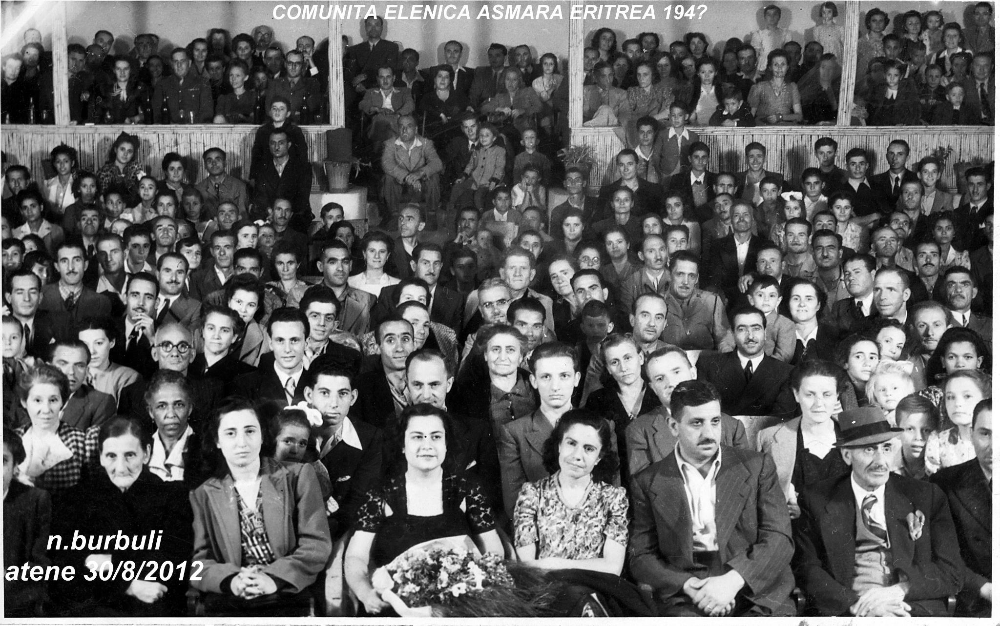 COMUNITA ELENICA ASMARA ERITREA 194?
n.burbuli
atene 30/8/2012